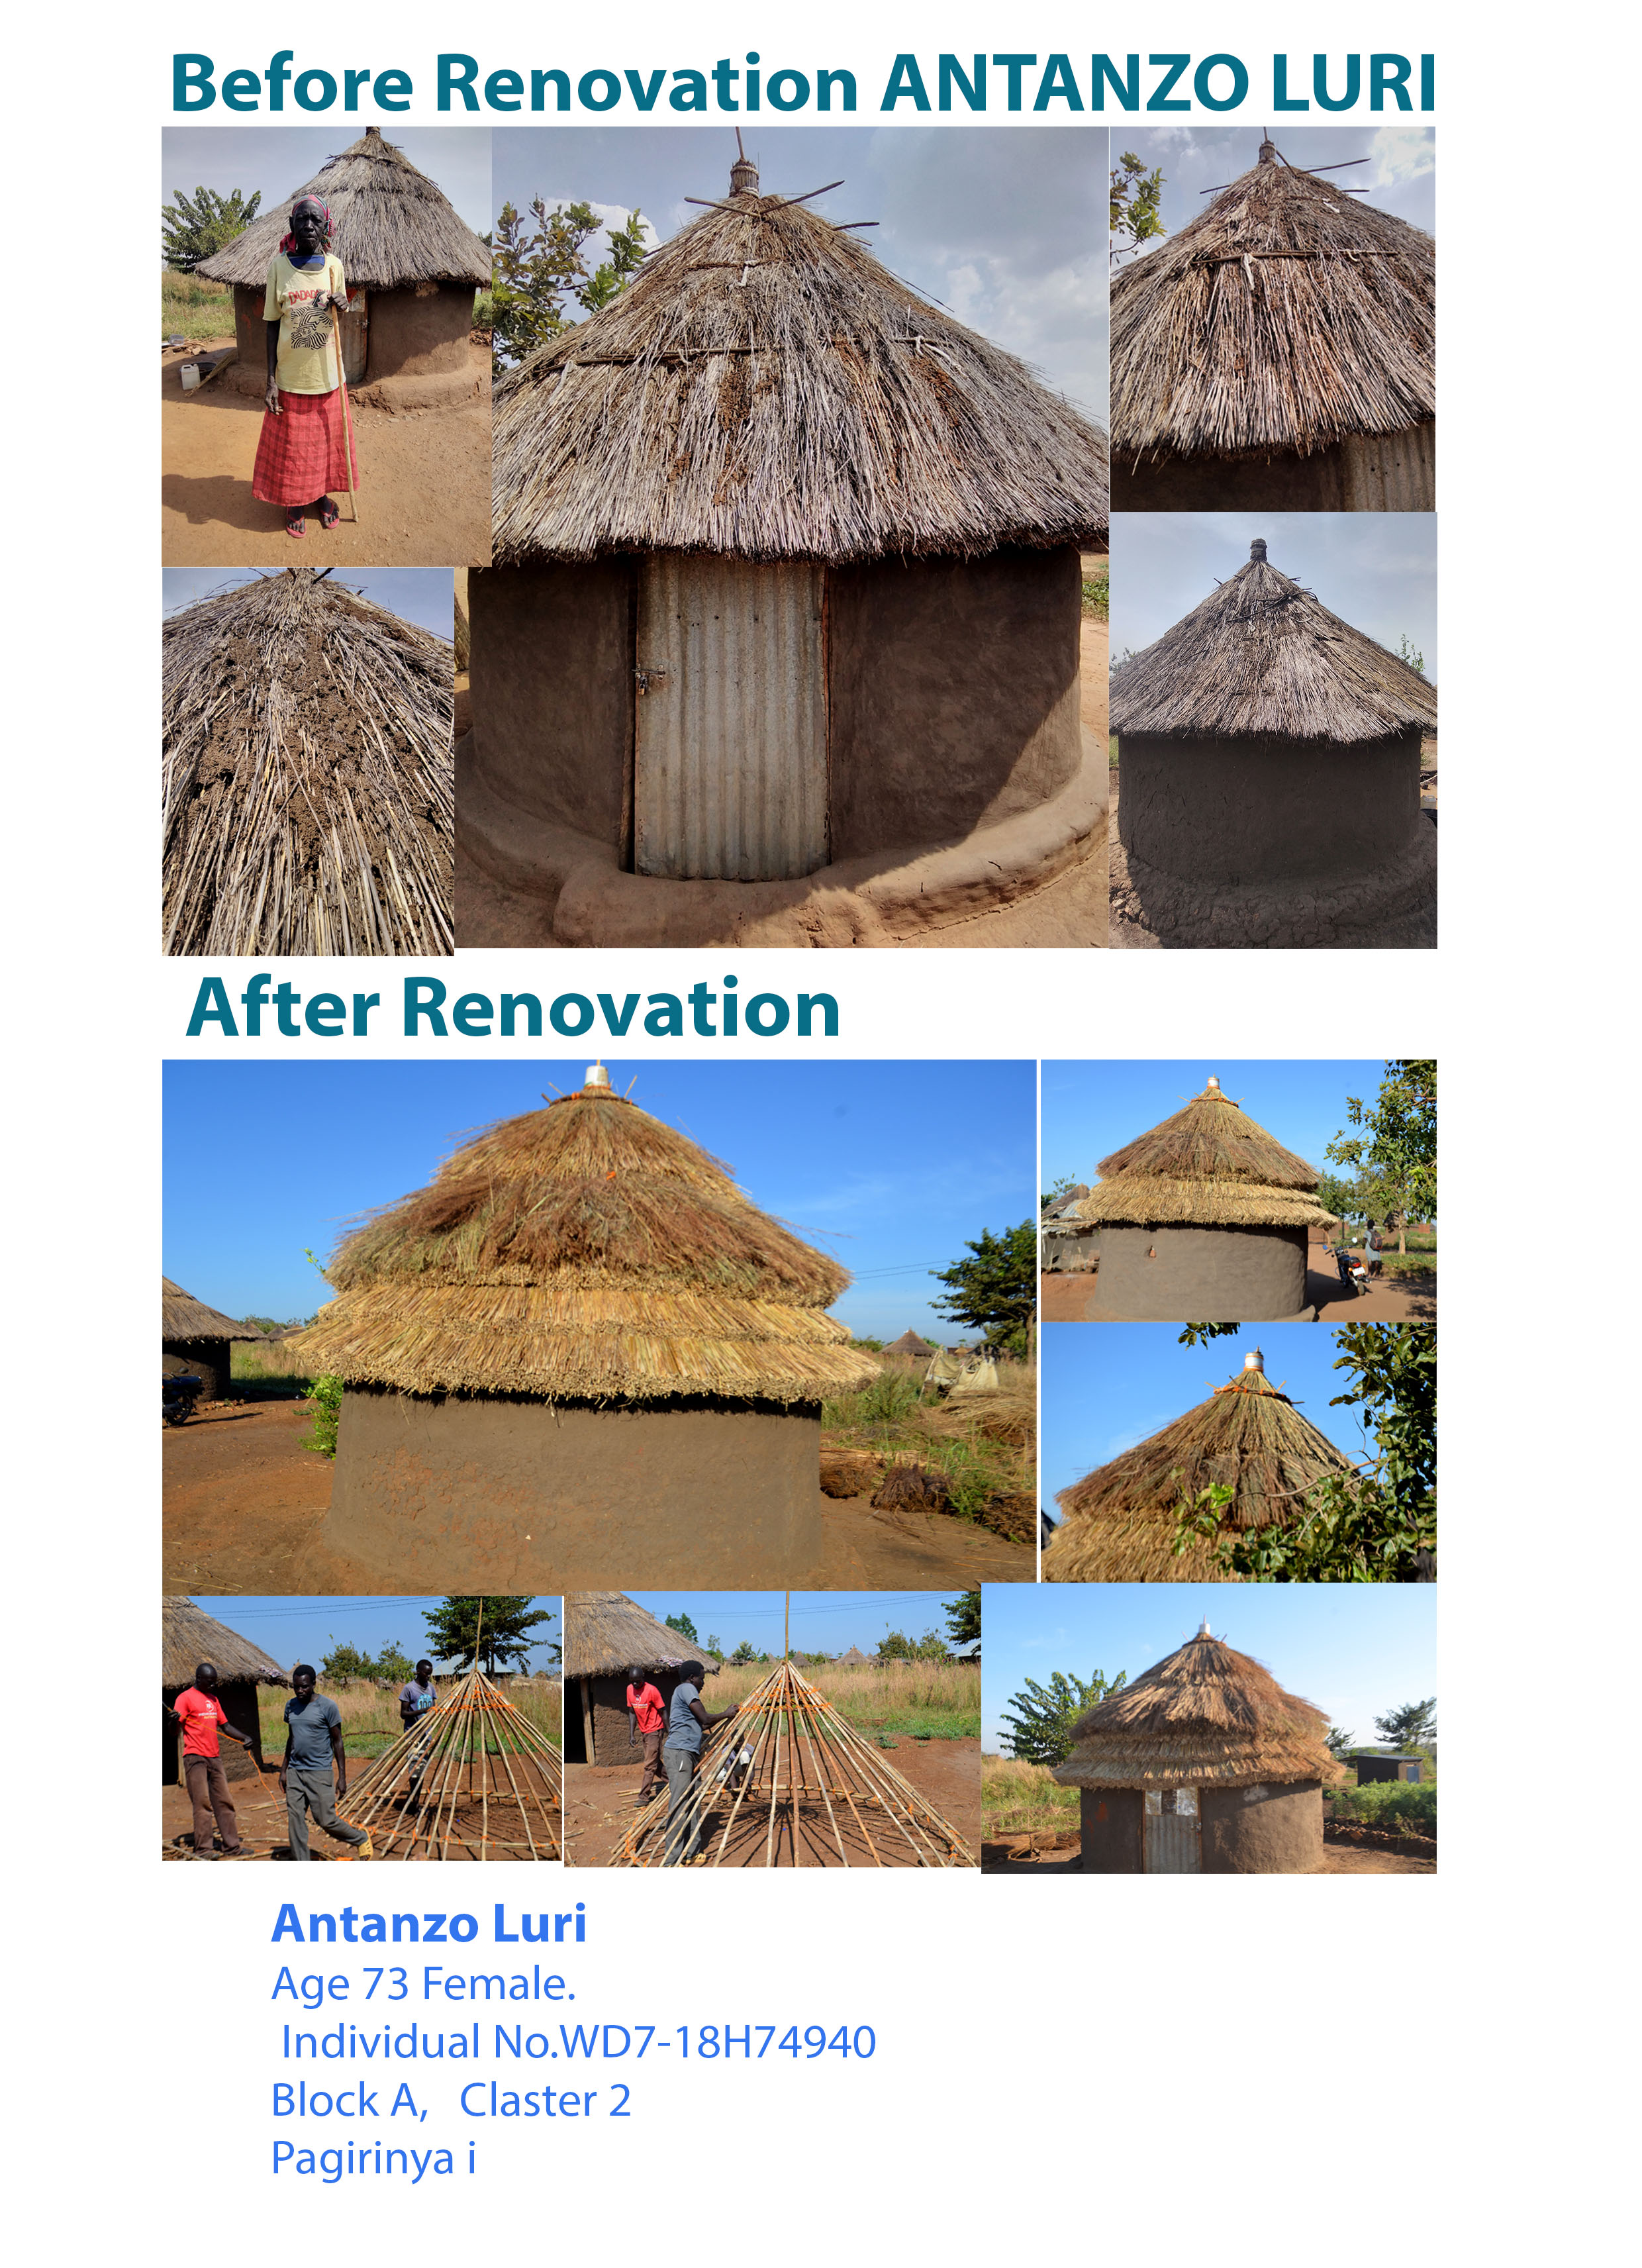 Before Renovation ANTANZO LURI
After Renovation
Antanzo Luri
Age 73 Female.
Individual No.WD7-18H74940
Block A,   Claster 2
Pagirinya i